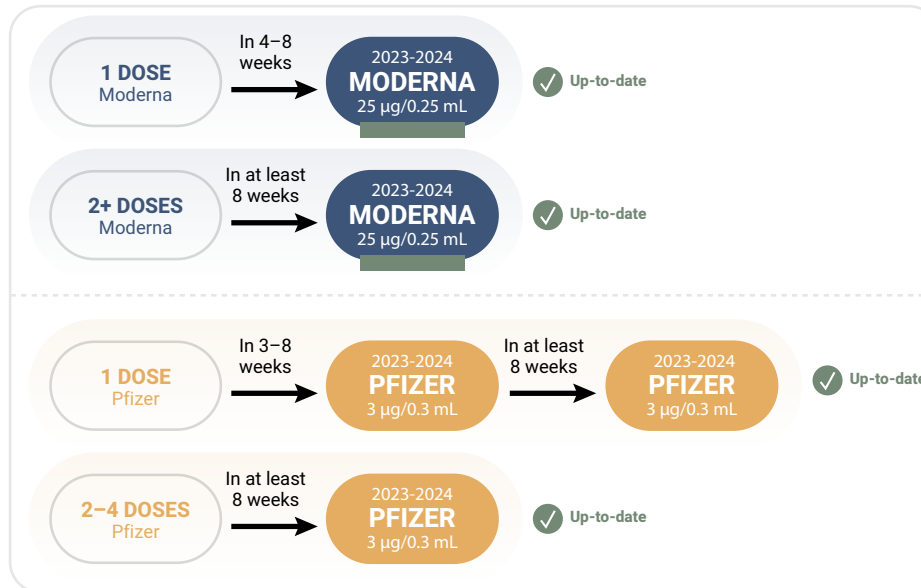 1 DOSE
Moderna
In 4–8
weeks
2023-2024
MODERNA
25 µg/0.25 mL
Up-to-date
2+ DOSES
Moderna
In at least
8 weeks
2023-2024
MODERNA
25 µg/0.25 mL
Up-to-date
1 DOSE
Pfizer
In 3–8
weeks
2023-2024
PFIZER
3 µg/0.3 mL
In at least
8 weeks
2023-2024
PFIZER
3 µg/0.3 mL
Up-to-date
2–4 DOSES
Pfizer
In at least
8 weeks
2023-2024
PFIZER
3 µg/0.3 mL
Up-to-date